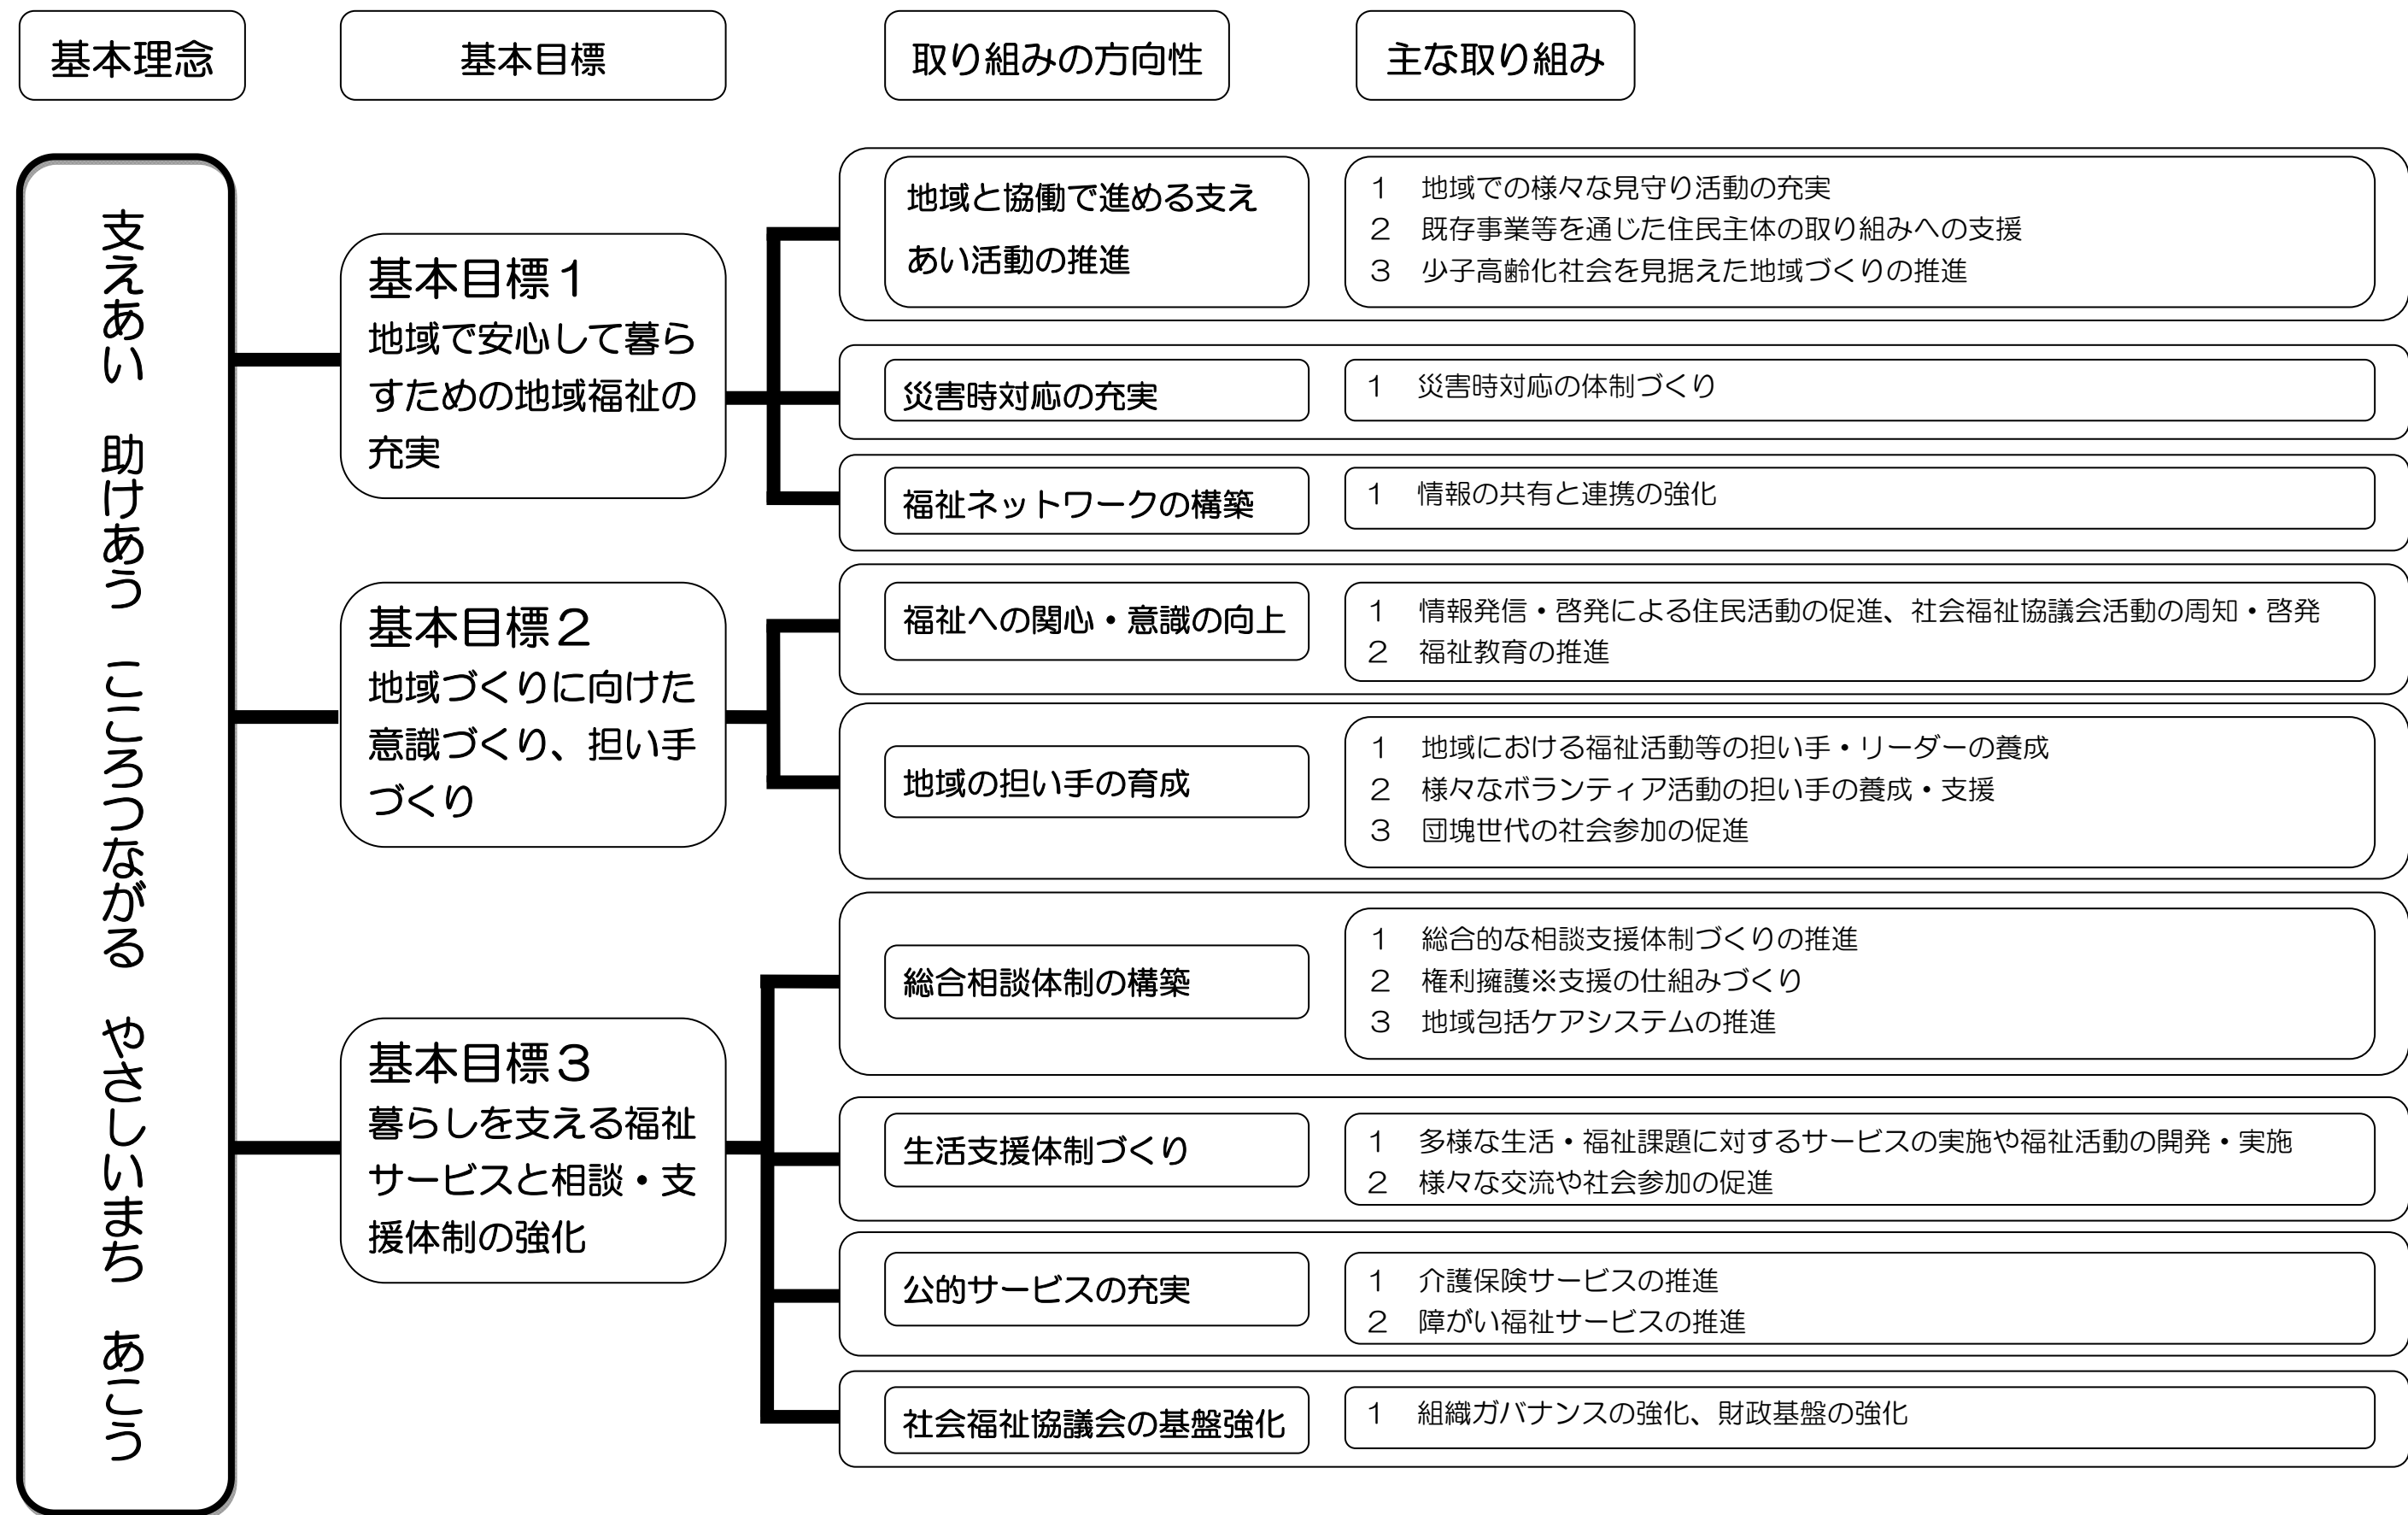 基本理念
基本目標
取り組みの方向性
主な取り組み
支えあい　助けあう　こころつながる　やさしいまち　あこう
基本目標１
地域で安心して暮ら
すための地域福祉の
充実
地域と協働で進める支え
あい活動の推進
1　地域での様々な見守り活動の充実
2　既存事業等を通じた住民主体の取り組みへの支援
3　少子高齢化社会を見据えた地域づくりの推進
災害時対応の充実
1　災害時対応の体制づくり
福祉ネットワークの構築
1　情報の共有と連携の強化
基本目標２
地域づくりに向けた
意識づくり、担い手
づくり
福祉への関心・意識の向上
1　情報発信・啓発による住民活動の促進、社会福祉協議会活動の周知・啓発
2　福祉教育の推進
地域の担い手の育成
1　地域における福祉活動等の担い手・リーダーの養成
2　様々なボランティア活動の担い手の養成・支援
3　団塊世代の社会参加の促進
基本目標３
暮らしを支える福祉
サービスと相談・支
援体制の強化
総合相談体制の構築
1　総合的な相談支援体制づくりの推進
2　権利擁護※支援の仕組みづくり
3　地域包括ケアシステムの推進
生活支援体制づくり
1　多様な生活・福祉課題に対するサービスの実施や福祉活動の開発・実施
2　様々な交流や社会参加の促進
公的サービスの充実
1　介護保険サービスの推進
2　障がい福祉サービスの推進
社会福祉協議会の基盤強化
1　組織ガバナンスの強化、財政基盤の強化